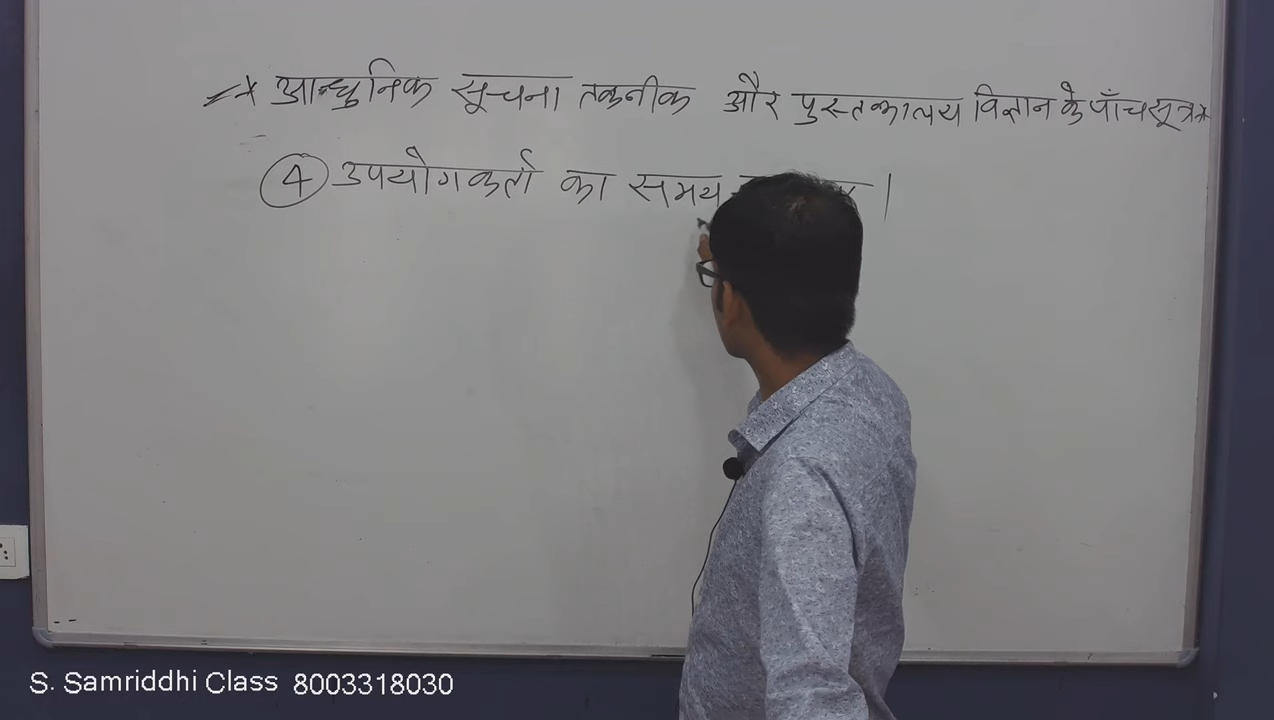 * आधुनिक सूचना तकनीक और पुस्तकालय विज्ञान के पाँच सूत्र *
4 उपयोगकर्ता का समय |
S. Samriddhi Class 8003318030